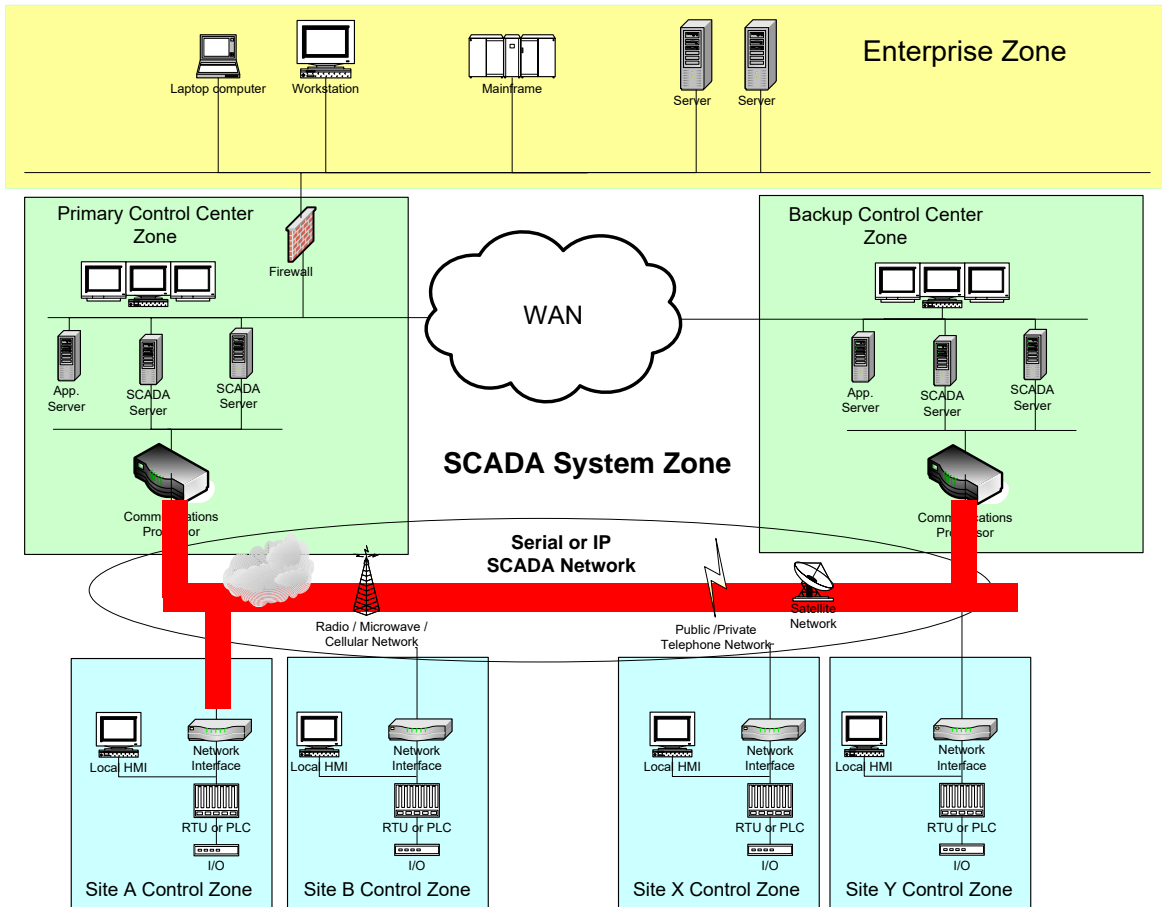 Enterprise Zone
Laptop computer
Workstation
Mainframe
Server
Server
Primary Control Center
Zone
Firewall
App.
Server
SCADA
Server
SCADA
Server
Communications
Processor
WAN
SCADA System Zone
Backup Control Center
Zone
App.
Server
SCADA
Server
SCADA
Server
Communications
Processor
Serial or IP
SCADA Network
Radio / Microwave /
Cellular Network
Public /Private
Telephone Network
Satellite
Network
Local HMI
Network
Interface
RTU or PLC
I/O
Site A Control Zone
Local HMI
Network
Interface
RTU or PLC
I/O
Site B Control Zone
Local HMI
Network
Interface
RTU or PLC
I/O
Site X Control Zone
Local HMI
Network
Interface
RTU or PLC
I/O
Site Y Control Zone